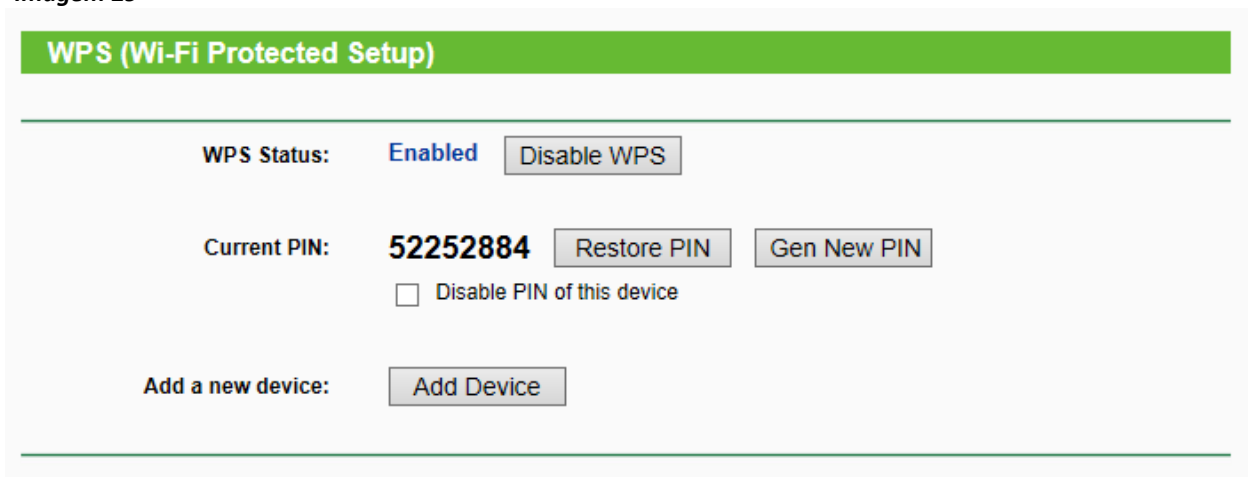 WPS (Wi-Fi Protected Setup)
WPS Status: Enabled Disable WPS
Current PIN: 52252884 Restore PIN Gen New PIN
Disable PIN of this device
Add a new device: Add Device